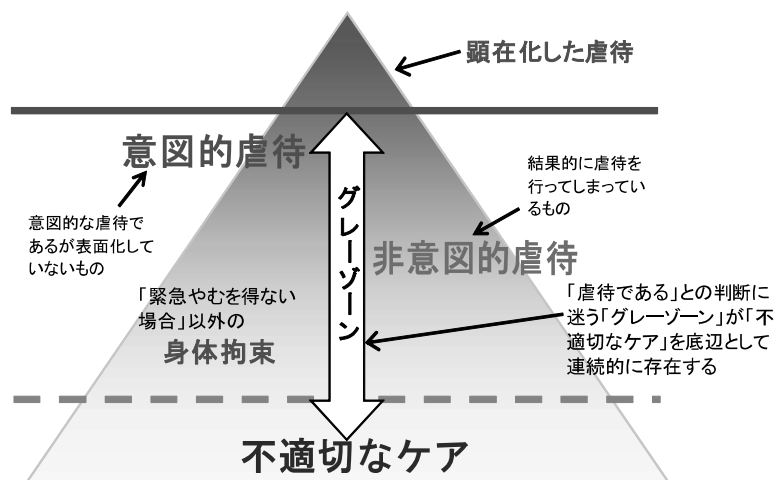 顕在化した虐待
意図的虐待
意図的な虐待で
あるが表面化して
いないもの
グレーゾーン
結果的に虐待を
行ってしまってい
るもの
非意図的虐待
「緊急やむを得ない
場合」以外の
身体拘束
「虐待である」との判断に
迷う「グレーゾーン」が「不
適切なケア」を底辺として
連続的に存在する
不適切なケア